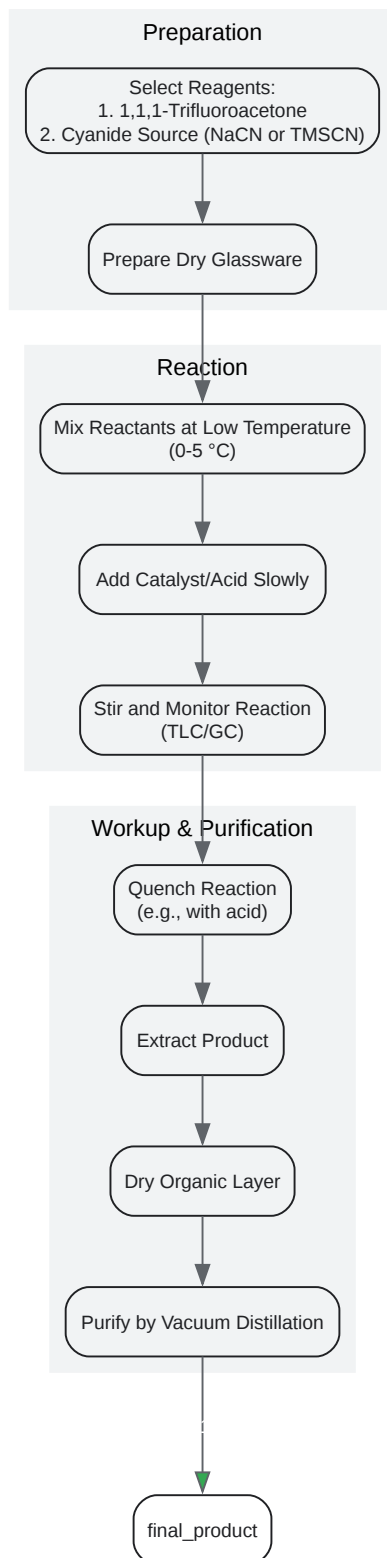 Preparation
Select Reagents:
1. 1,1,1-Trifluoroacetone
2. Cyanide Source (NaCN or TMSCN)
Prepare Dry Glassware
Reaction
Mix Reactants at Low Temperature
(0-5 °C)
Add Catalyst/Acid Slowly
Stir and Monitor Reaction
(TLC/GC)
Workup & Purification
Quench Reaction
(e.g., with acid)
Extract Product
Dry Organic Layer
Purify by Vacuum Distillation
final_product